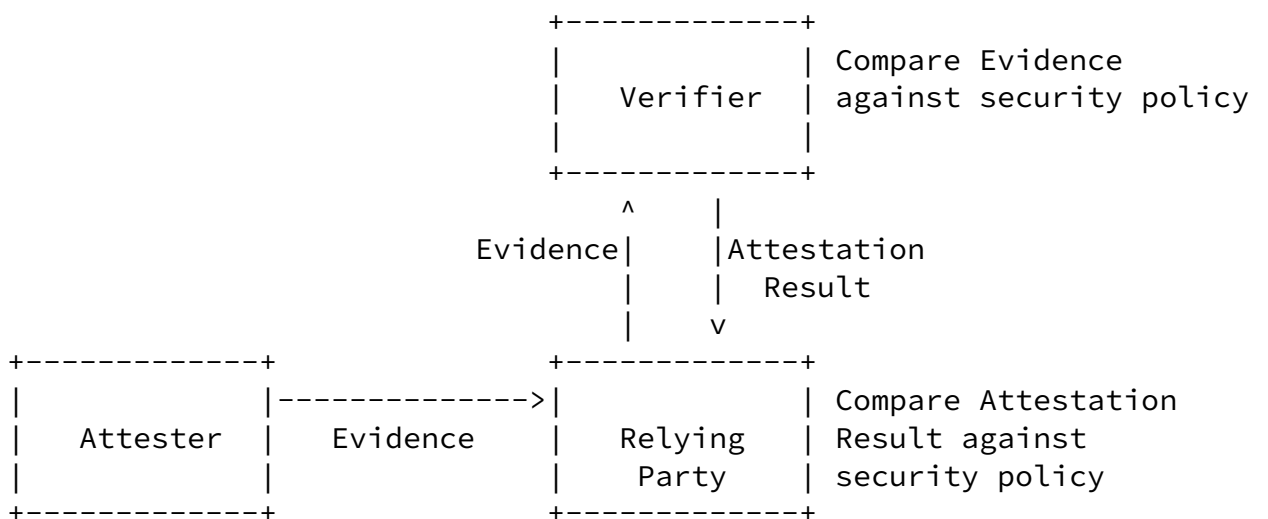 Compare Evidence
Verifier against security policy
Evidence Attestation
Result
Compare Attestation
Attester Evidence Relying Result against
Party security policy